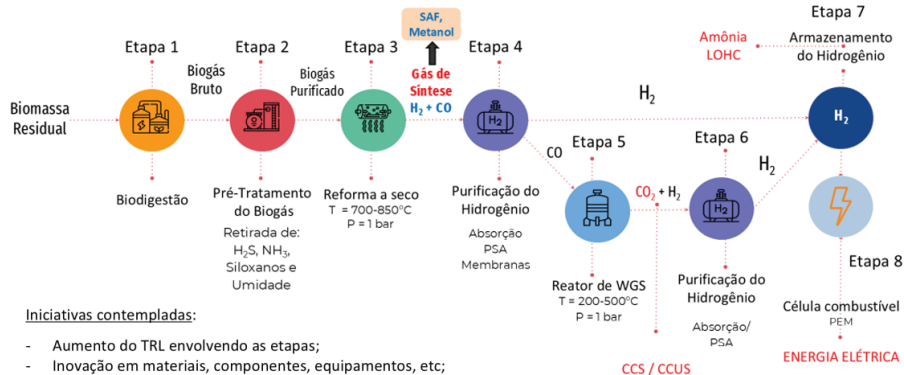 SAF,
Metanol
Etapa 1
Etapa 2
Etapa 3
Etapa 4
Etapa 7
Biogás
Bruto
Biogás
Purificado
Gás de
Síntese
H₂ + CO
Amônia
LOHC
Armazenamento
do Hidrogênio
Biomassa
Residual
H₂
H₂
H₂
CO
Etapa 5
Etapa 6
H₂
Biodigestão
Pré-Tratamento
do Biogás
Retirada de:
H₂S, NH₃,
Siloxanos e
Umidade
Reforma a seco
T = 700-850°C
P = 1 bar
Purificação do
Hidrogênio
Absorção
PSA
Membranas
CO₂ + H₂
H₂
Reator de WGS
T = 200-500°C
P = 1 bar
Purificação do
Hidrogênio
Absorção/
PSA
Etapa 8
Célula combustível
PEM
ENERGIA ELÉTRICA
CCS / CCUS
Iniciativas contempladas:
- Aumento do TRL envolvendo as etapas;
- Inovação em materiais, componentes, equipamentos, etc;